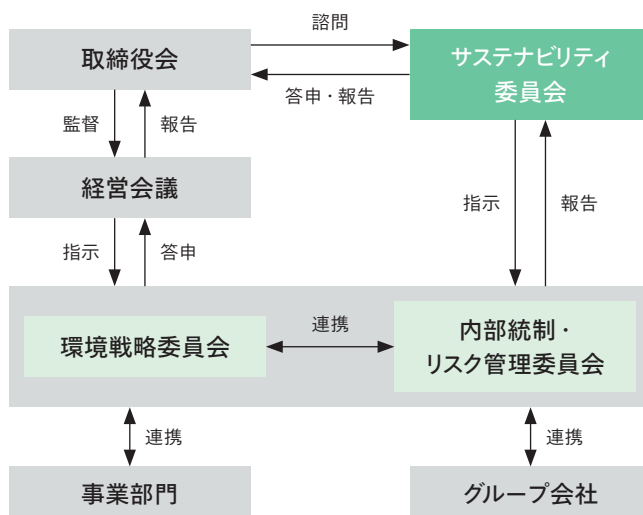 諮問
取締役会
サステナビリティ
委員会
答申・報告
監督
報告
経営会議
指示
報告
指示
答申
環境戦略委員会
連携
内部統制・
リスク管理委員会
連携
連携
事業部門
グループ会社